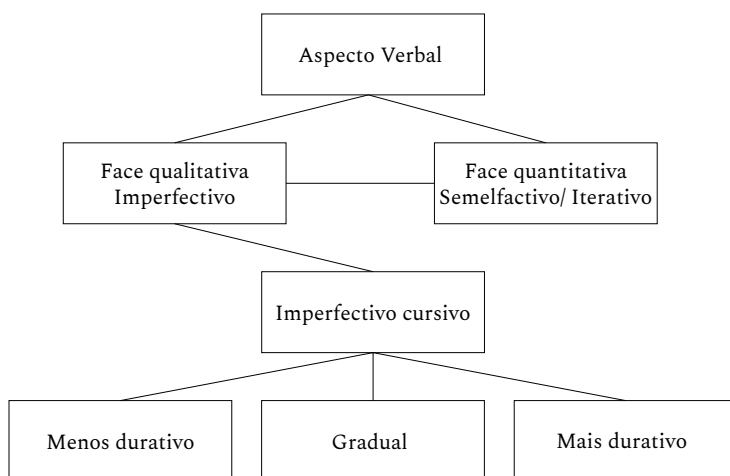 Aspecto Verbal
Face qualitativa
Imperfectivo
Face quantitativa
Semelfactivo/ Iterativo
Imperfectivo cursivo
Menos durativo
Gradual
Mais durativo